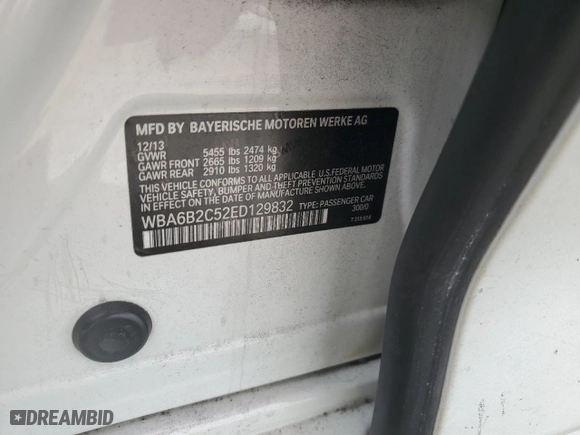 MFD BY BAYERISCHE MOTOREN WERKE AG
12/13
GVWR 5455 lbs 2474 kg
GAWR FRONT 2665 lbs 1209 kg
GAWR REAR 2910 lbs 1320 kg
THIS VEHICLE CONFORMS TO ALL APPLICABLE U.S.FEDERAL MOTOR
VEHICLE SAFETY, BUMPER AND THEFT PREVENTION STANDARDS
IN EFFECT ON THE DATE OF MANUFACTURE SHOWN ABOVE.
WBA6B2C52ED129832 TYPE: PASSENGER CAR
300/0
DREAMBID